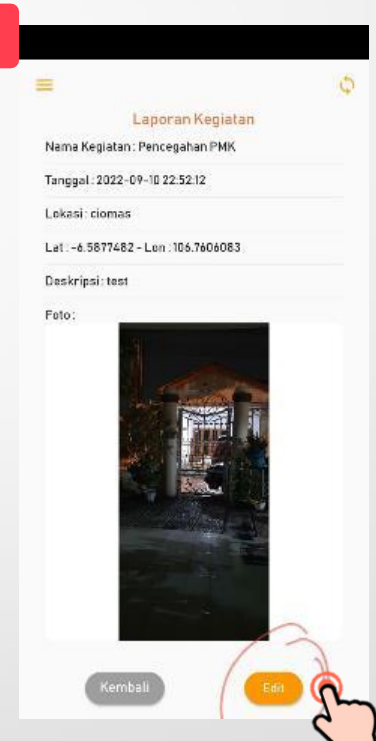 Laporan Kegiatan
Nama Kegiatan : Pencegahan PMK
Tanggal : 2022-09-10 22:52:12
Lokasi : ciomas
Lat : -6.5877482 - Lon : 106.7606083
Deskripsi : test
Foto :
Kembali
Edit